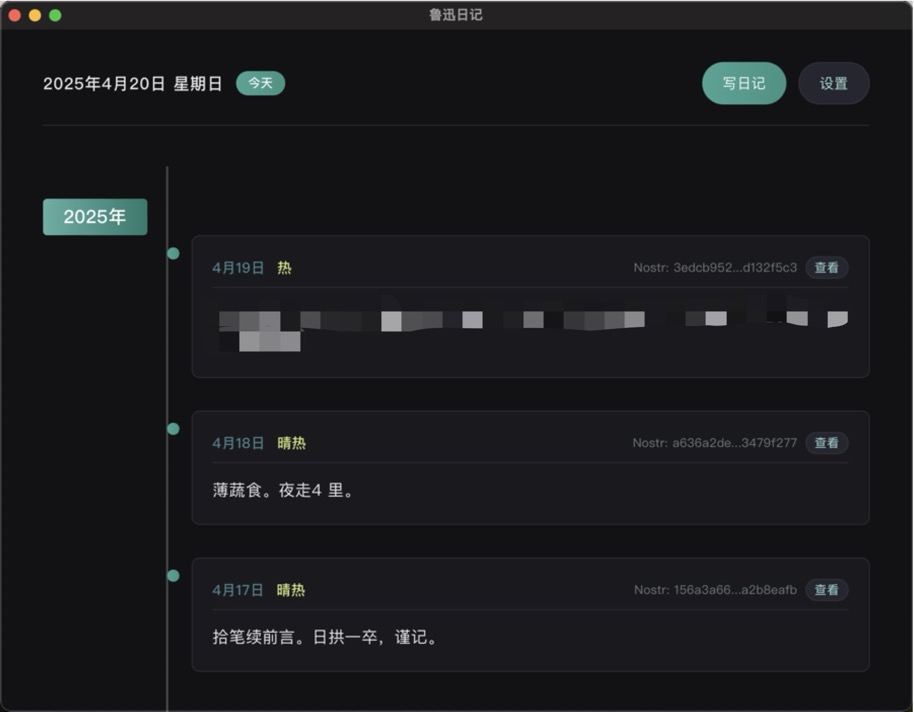 鲁迅日记
2025年4月20日 星期日 今天 写日记 设置
2025年
4月19日 热 Nostr: 3edcb952...d132f5c3 查看
4月18日 晴热 Nostr: a636a2de...3479f277 查看
薄蔬食。夜走4 里。
4月17日 晴热 Nostr: 156a3a66...a2b8eafb 查看
拾笔续前言。日拱一卒，谨记。